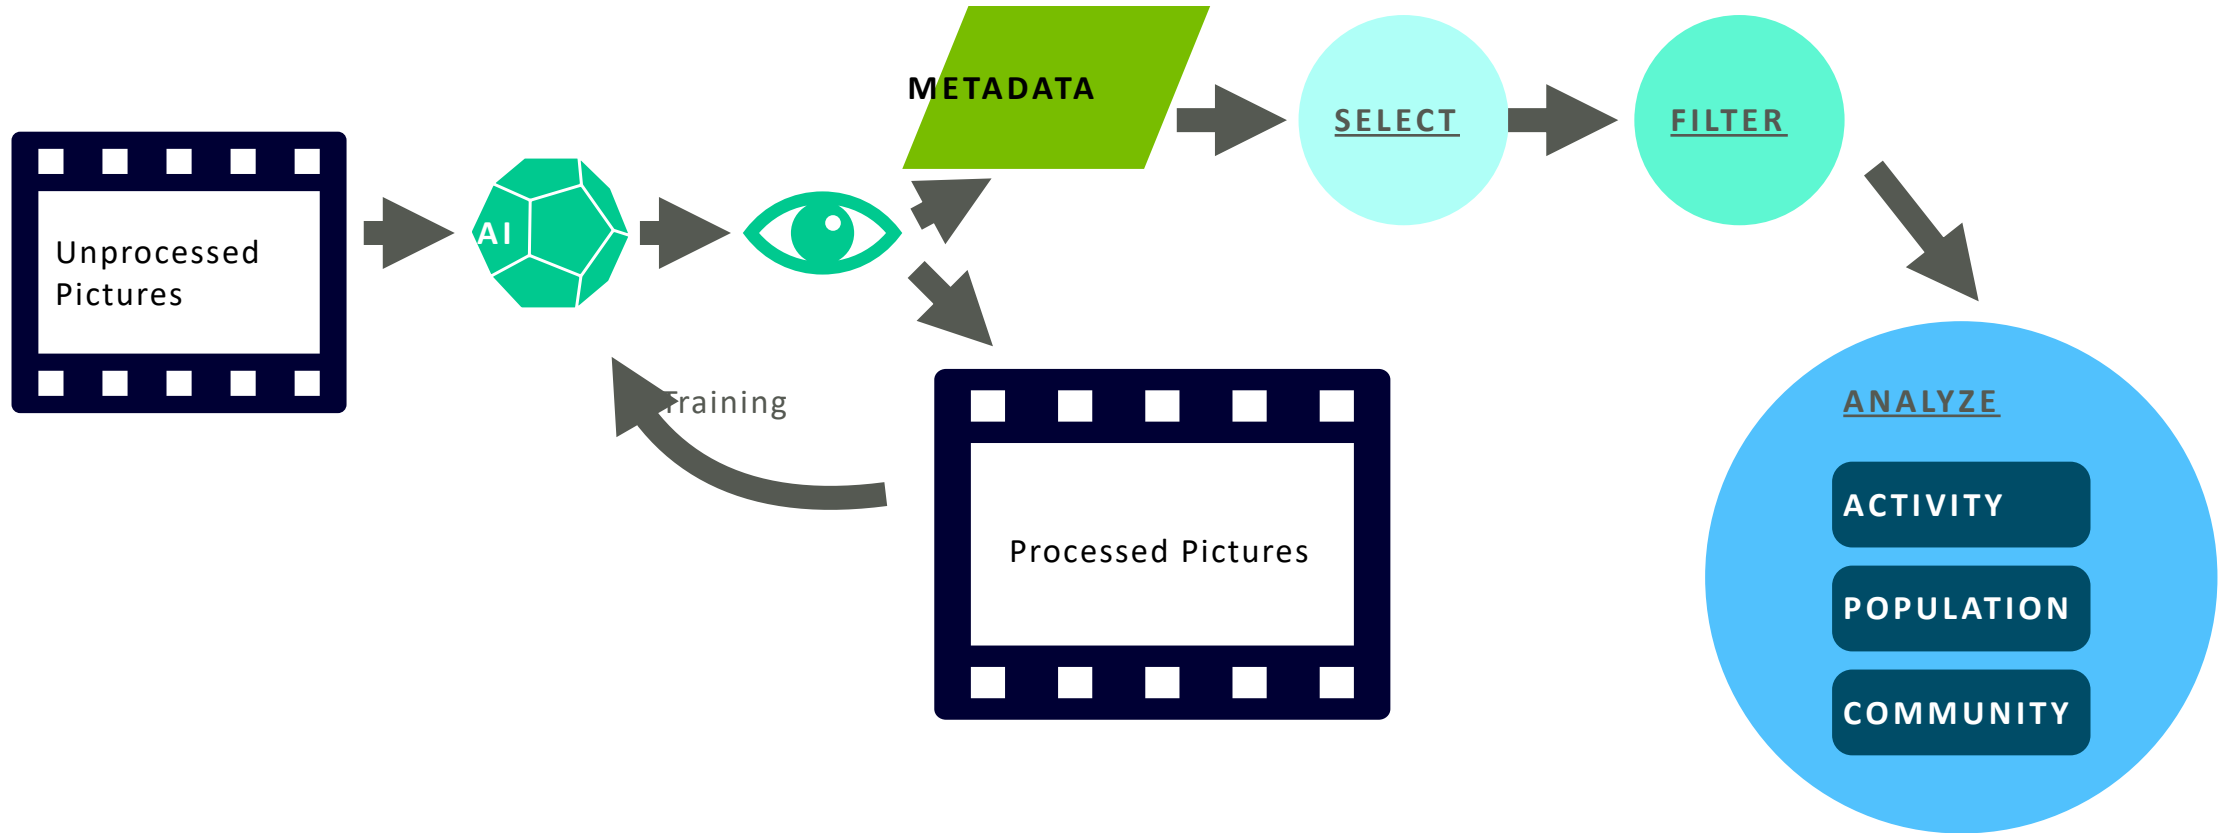 METADATA
SELECT
FILTER
Unprocessed
Pictures
AI
Training
Processed Pictures
ANALYZE
ACTIVITY
POPULATION
COMMUNITY